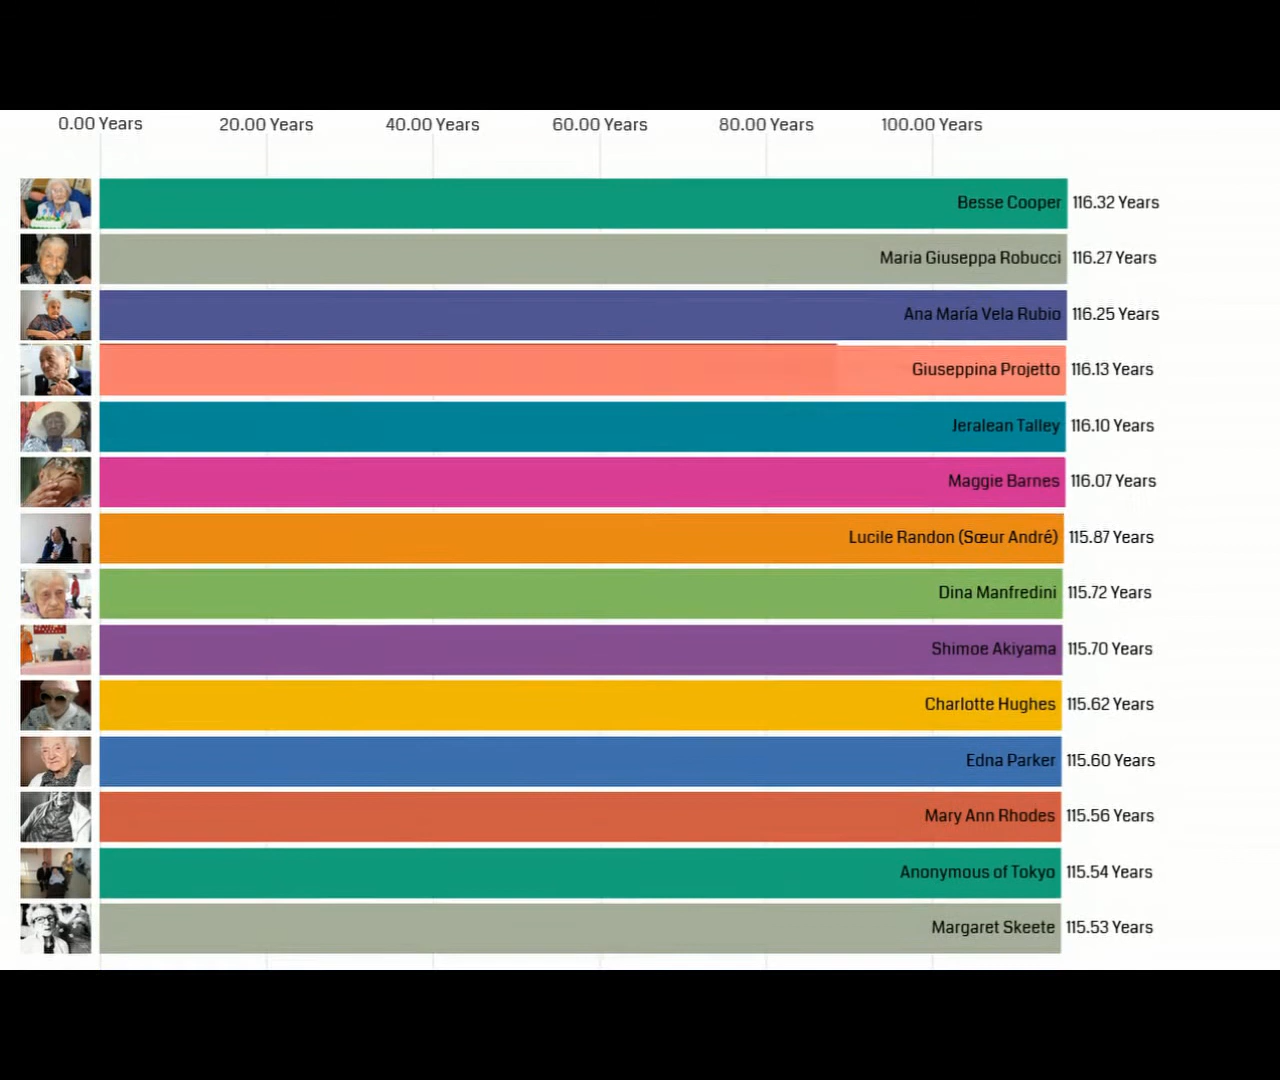 0.00 Years 20.00 Years 40.00 Years 60.00 Years 80.00 Years 100.00 Years
Besse Cooper 116.32 Years
Maria Giuseppa Robucci 116.27 Years
Ana María Vela Rubio 116.25 Years
Giuseppina Projetto 116.13 Years
Jeralean Talley 116.10 Years
Maggie Barnes 116.07 Years
Lucile Randon (Sœur André) 115.87 Years
Dina Manfredini 115.72 Years
Shimoe Akiyama 115.70 Years
Charlotte Hughes 115.62 Years
Edna Parker 115.60 Years
Mary Ann Rhodes 115.56 Years
Anonymous of Tokyo 115.54 Years
Margaret Skeete 115.53 Years